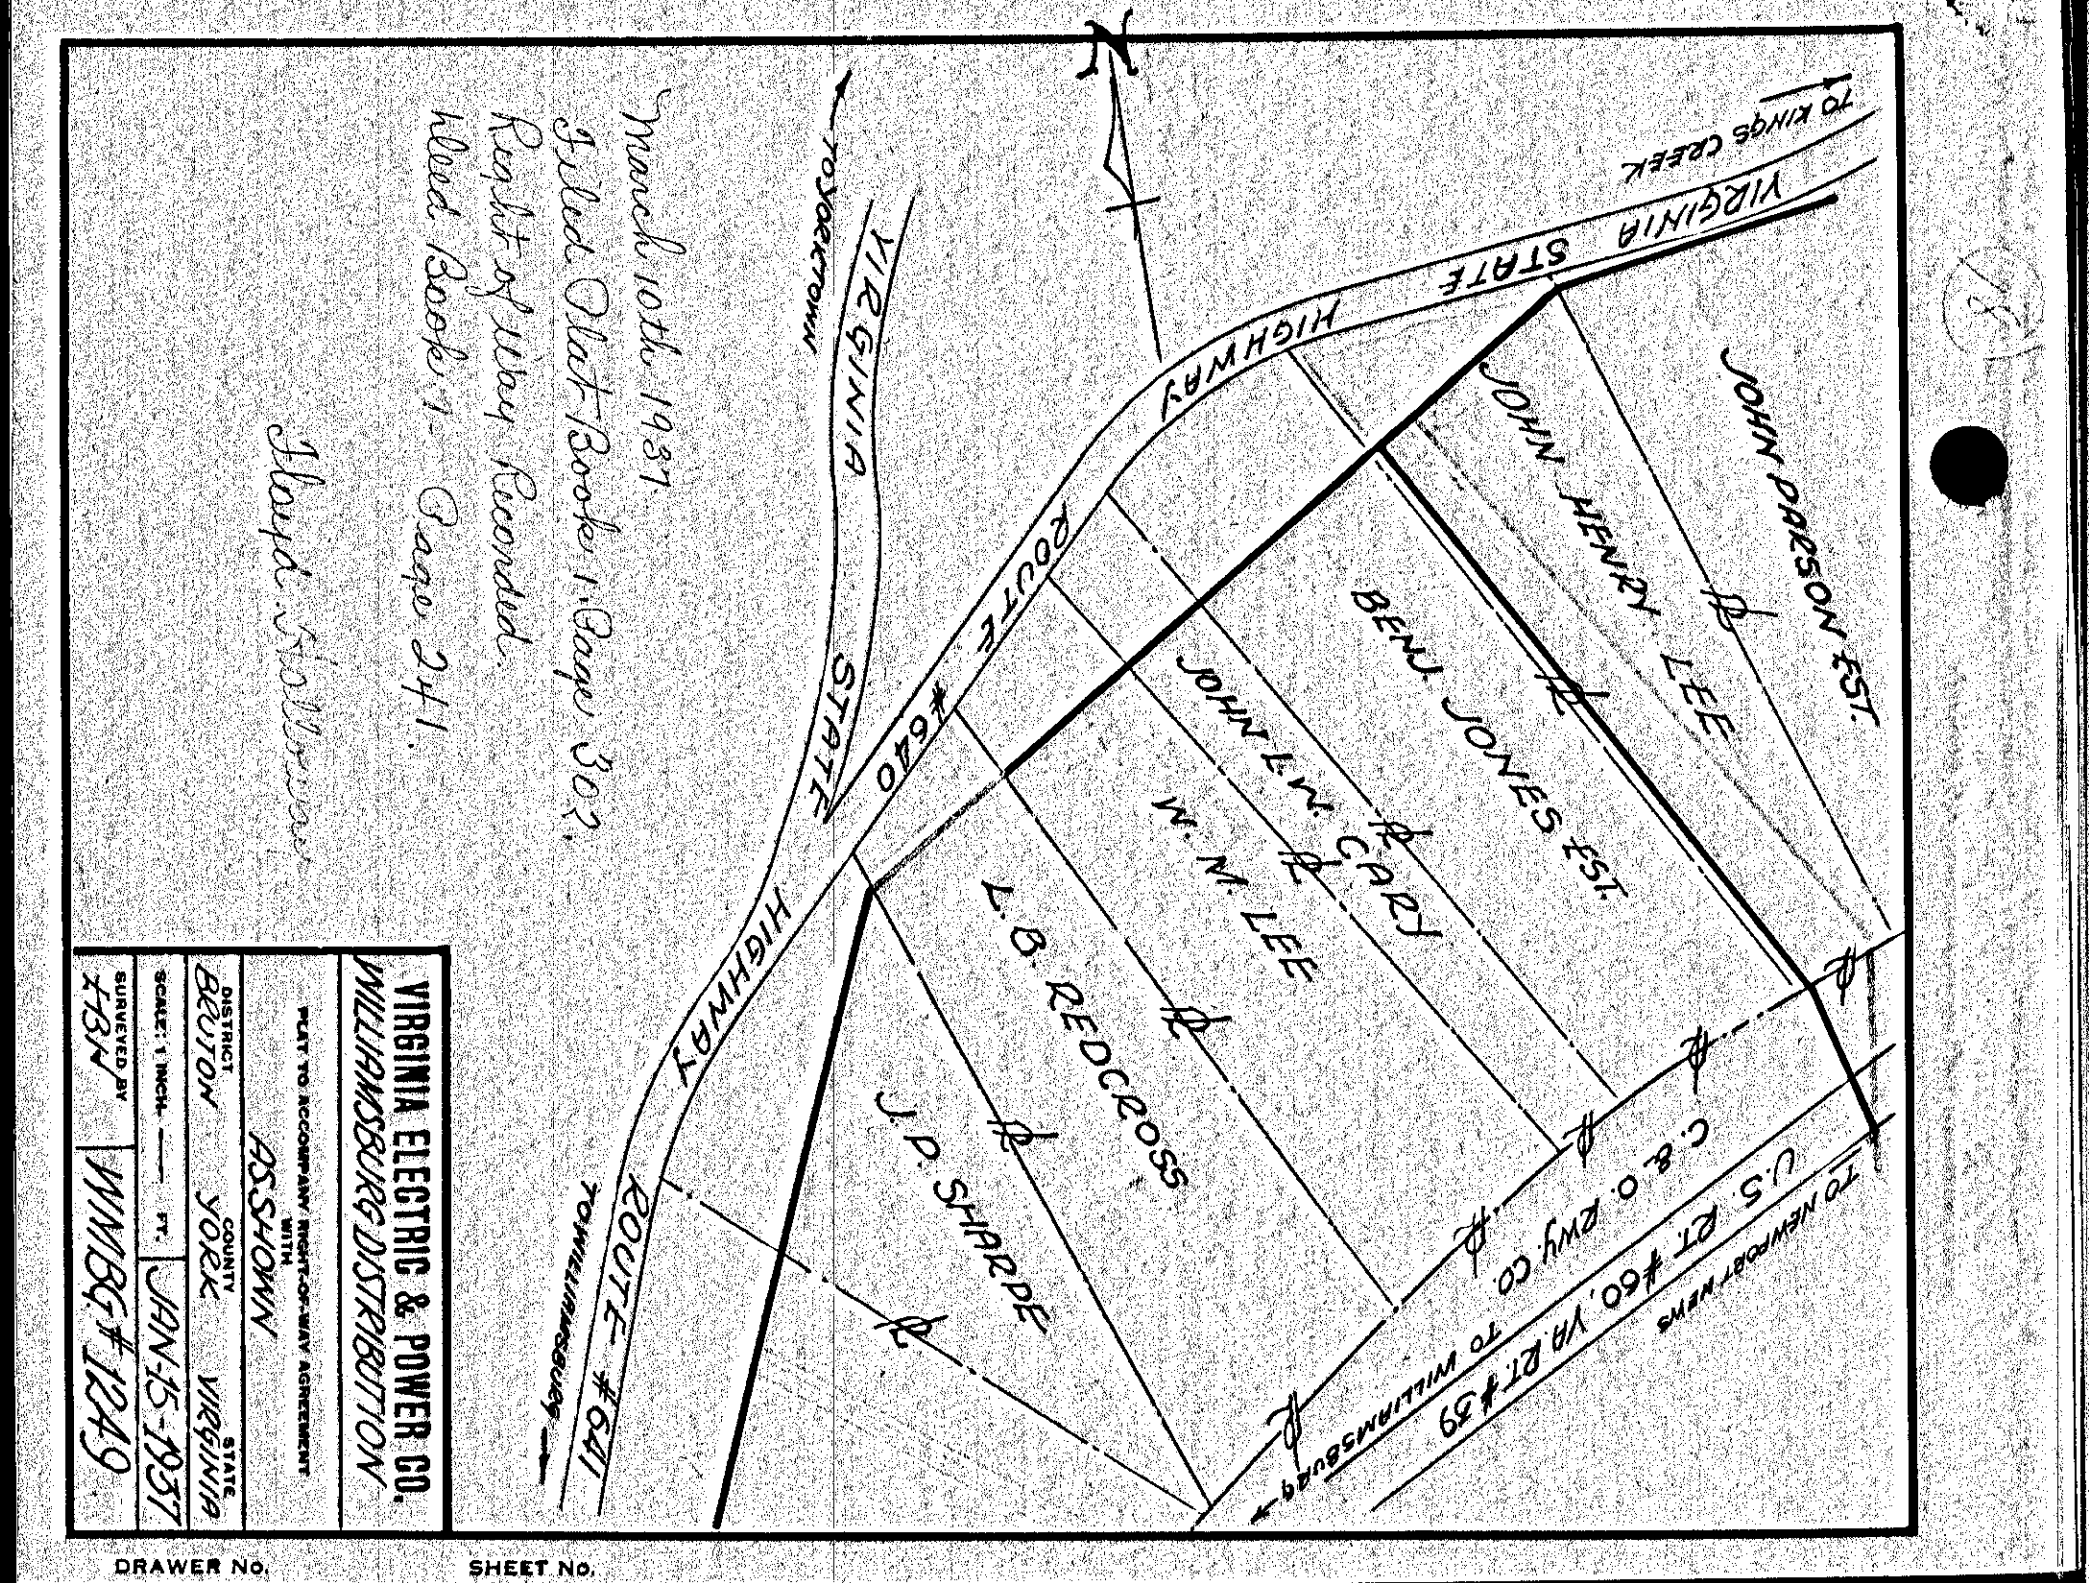 March 10th, 1937
Filed Plat Book 1, Page 302.
Right of way Recorded
Deed Book 7 Page 241.
Floyd
N
TO YORKTOWN
VIRGINIA STATE HIGHWAY ROUTE #641
TO WILLIAMSBURG
TO KINGS CREEK
VIRGINIA STATE HIGHWAY ROUTE #640
JOHN PARSON EST.
JOHN HENRY LEE
BENJ. JONES EST.
JOHN L.W. CARY
W. M. LEE
L. B. REDCROSS
J. P. SHARPE
C. & O. RWY. CO.
U.S. RT. #60, VA. RT. #39
TO WILLIAMSBURG
TO NEWPORT NEWS
VIRGINIA ELECTRIC & POWER CO.
WILLIAMSBURG DISTRIBUTION
PLAT TO ACCOMPANY RIGHT-OF-WAY AGREEMENT
WITH
AS SHOWN
DISTRICT COUNTY STATE
BRUTON YORK VIRGINIA
SCALE: 1 INCH. — FT. JAN-15-1937
SURVEYED BY
WMBG. #1249
DRAWER No.
SHEET No.